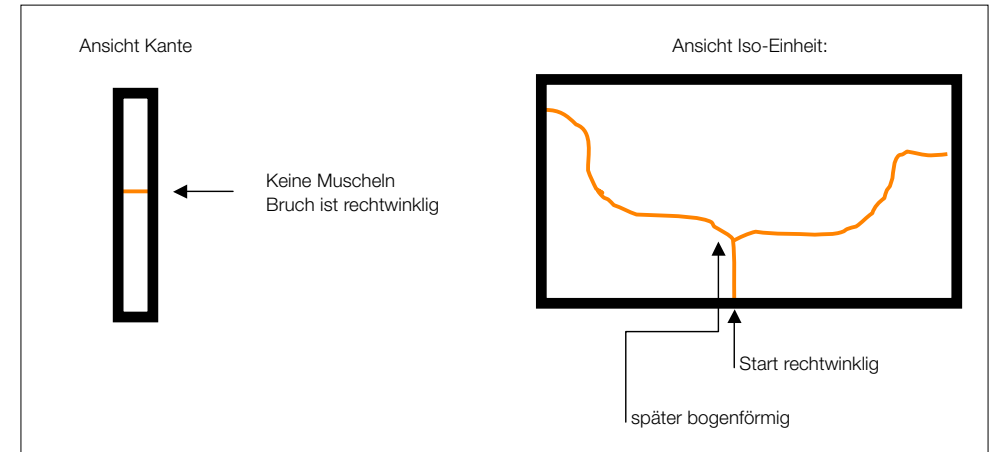 Ansicht Kante
Ansicht Iso-Einheit:
Keine Muscheln
Bruch ist rechtwinklig
Start rechtwinklig
später bogenförmig